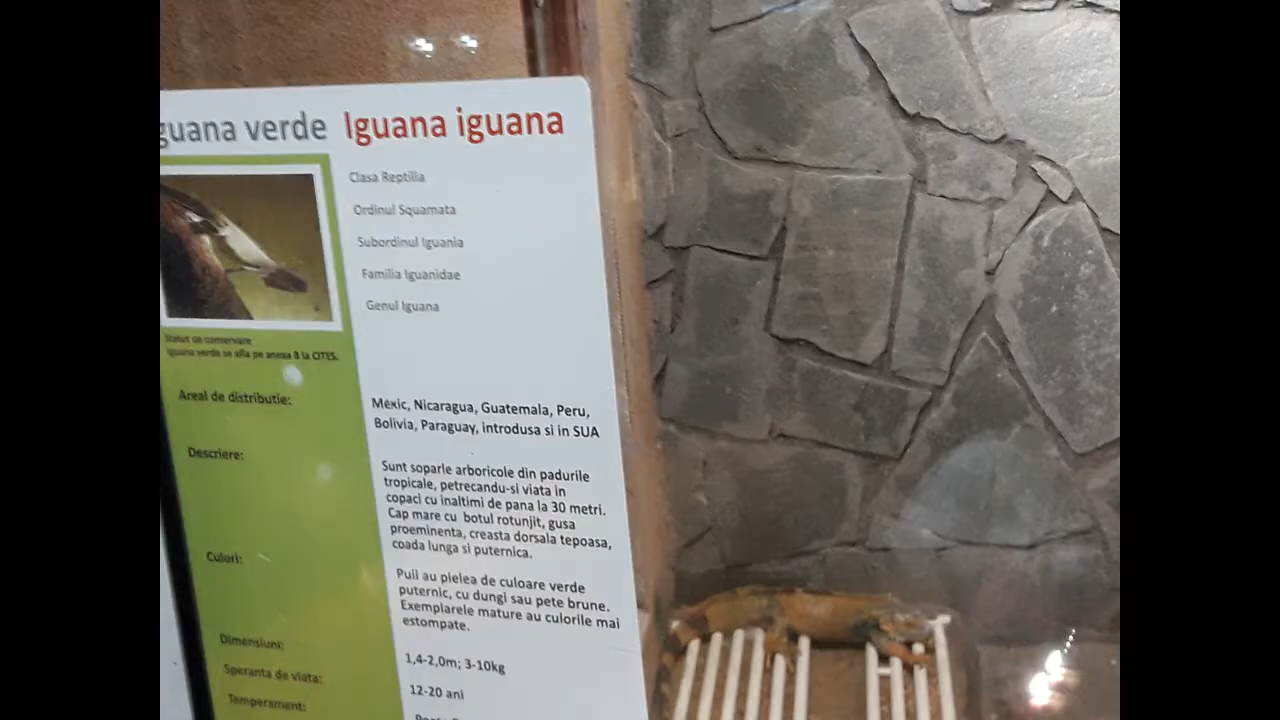 guana verde Iguana iguana
Clasa Reptilia
Ordinul Squamata
Subordinul Iguania
Familia Iguanidae
Genul Iguana
Statut de conservare
Iguana verde se afla pe anexa II la CITES.
Areal de distributie:
Mexic, Nicaragua, Guatemala, Peru,
Bolivia, Paraguay, introdusa si in SUA
Descriere:
Sunt soparle arboricole din padurile
tropicale, petrecandu-si viata in
copaci cu inaltimi de pana la 30 metri.
Cap mare cu botul rotunjit, gusa
proeminenta, creasta dorsala tepoasa,
coada lunga si puternica.
Culori:
Puii au pielea de culoare verde
puternic, cu dungi sau pete brune.
Exemplarele mature au culorile mai
estompate.
Dimensiuni:
1,4-2,0m; 3-10kg
Speranta de viata:
12-20 ani
Temperament: